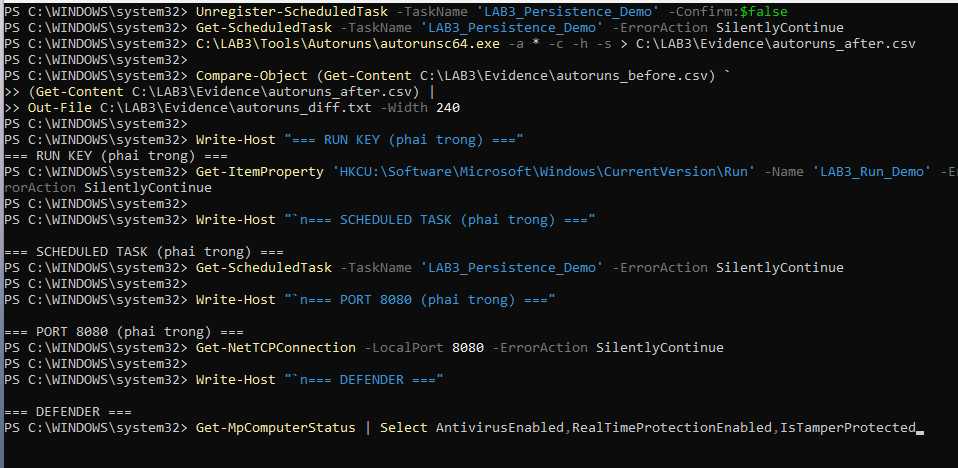 PS C:\WINDOWS\system32> Unregister-ScheduledTask -TaskName 'LAB3_Persistence_Demo' -Confirm:$false
PS C:\WINDOWS\system32> Get-ScheduledTask -TaskName 'LAB3_Persistence_Demo' -ErrorAction SilentlyContinue
PS C:\WINDOWS\system32> C:\LAB3\Tools\Autoruns\autorunsc64.exe -a * -c -h -s > C:\LAB3\Evidence\autoruns_after.csv
PS C:\WINDOWS\system32>
PS C:\WINDOWS\system32> Compare-Object (Get-Content C:\LAB3\Evidence\autoruns_before.csv) `
>> (Get-Content C:\LAB3\Evidence\autoruns_after.csv) |
>> Out-File C:\LAB3\Evidence\autoruns_diff.txt -Width 240
PS C:\WINDOWS\system32>
PS C:\WINDOWS\system32> Write-Host "=== RUN KEY (phai trong) ==="
=== RUN KEY (phai trong) ===
PS C:\WINDOWS\system32> Get-ItemProperty 'HKCU:\Software\Microsoft\Windows\CurrentVersion\Run' -Name 'LAB3_Run_Demo' -E
rrorAction SilentlyContinue
PS C:\WINDOWS\system32>
PS C:\WINDOWS\system32> Write-Host "`n=== SCHEDULED TASK (phai trong) ==="
=== SCHEDULED TASK (phai trong) ===
PS C:\WINDOWS\system32> Get-ScheduledTask -TaskName 'LAB3_Persistence_Demo' -ErrorAction SilentlyContinue
PS C:\WINDOWS\system32>
PS C:\WINDOWS\system32> Write-Host "`n=== PORT 8080 (phai trong) ==="
=== PORT 8080 (phai trong) ===
PS C:\WINDOWS\system32> Get-NetTCPConnection -LocalPort 8080 -ErrorAction SilentlyContinue
PS C:\WINDOWS\system32>
PS C:\WINDOWS\system32> Write-Host "`n=== DEFENDER ==="
=== DEFENDER ===
PS C:\WINDOWS\system32> Get-MpComputerStatus | Select AntivirusEnabled,RealTimeProtectionEnabled,IsTamperProtected